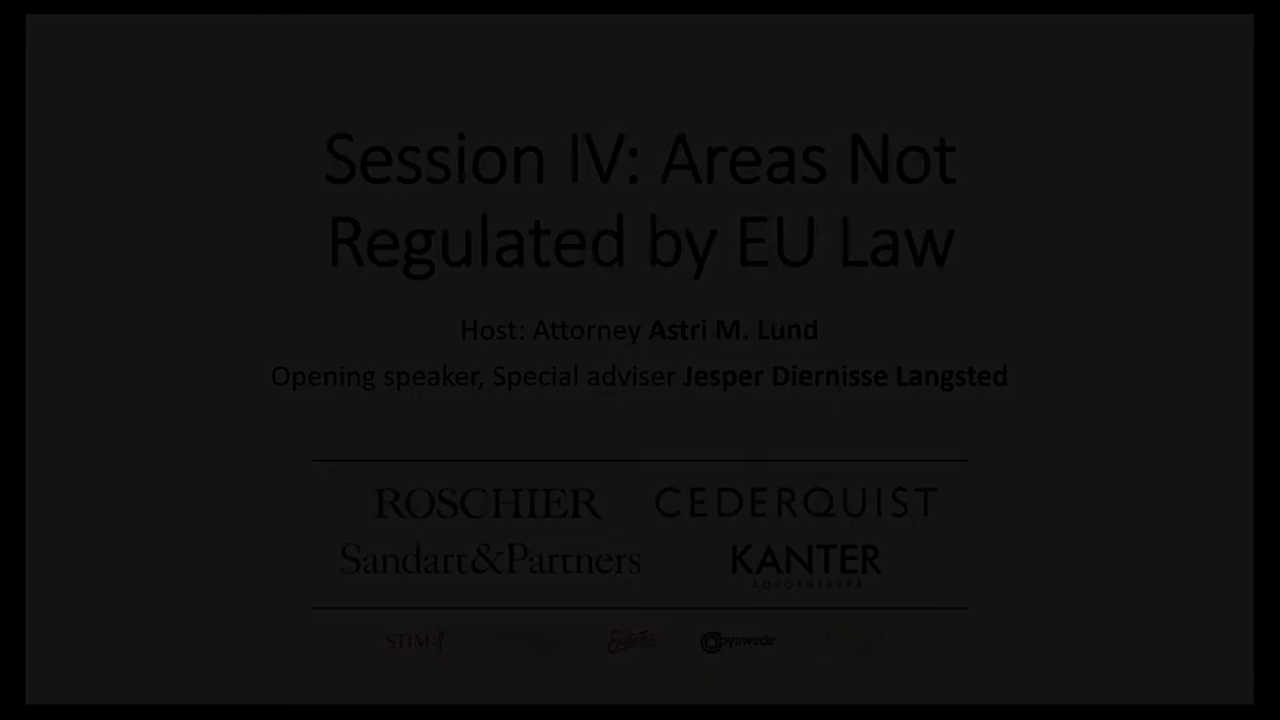 Session IV: Areas Not
Regulated by EU Law
Host: Attorney Astri M. Lund
Opening speaker, Special adviser Jesper Diernisse Langsted
ROSCHIER CEDERQUIST
Sandart&Partners KANTER
ADVOKATBYRÅ
STIM